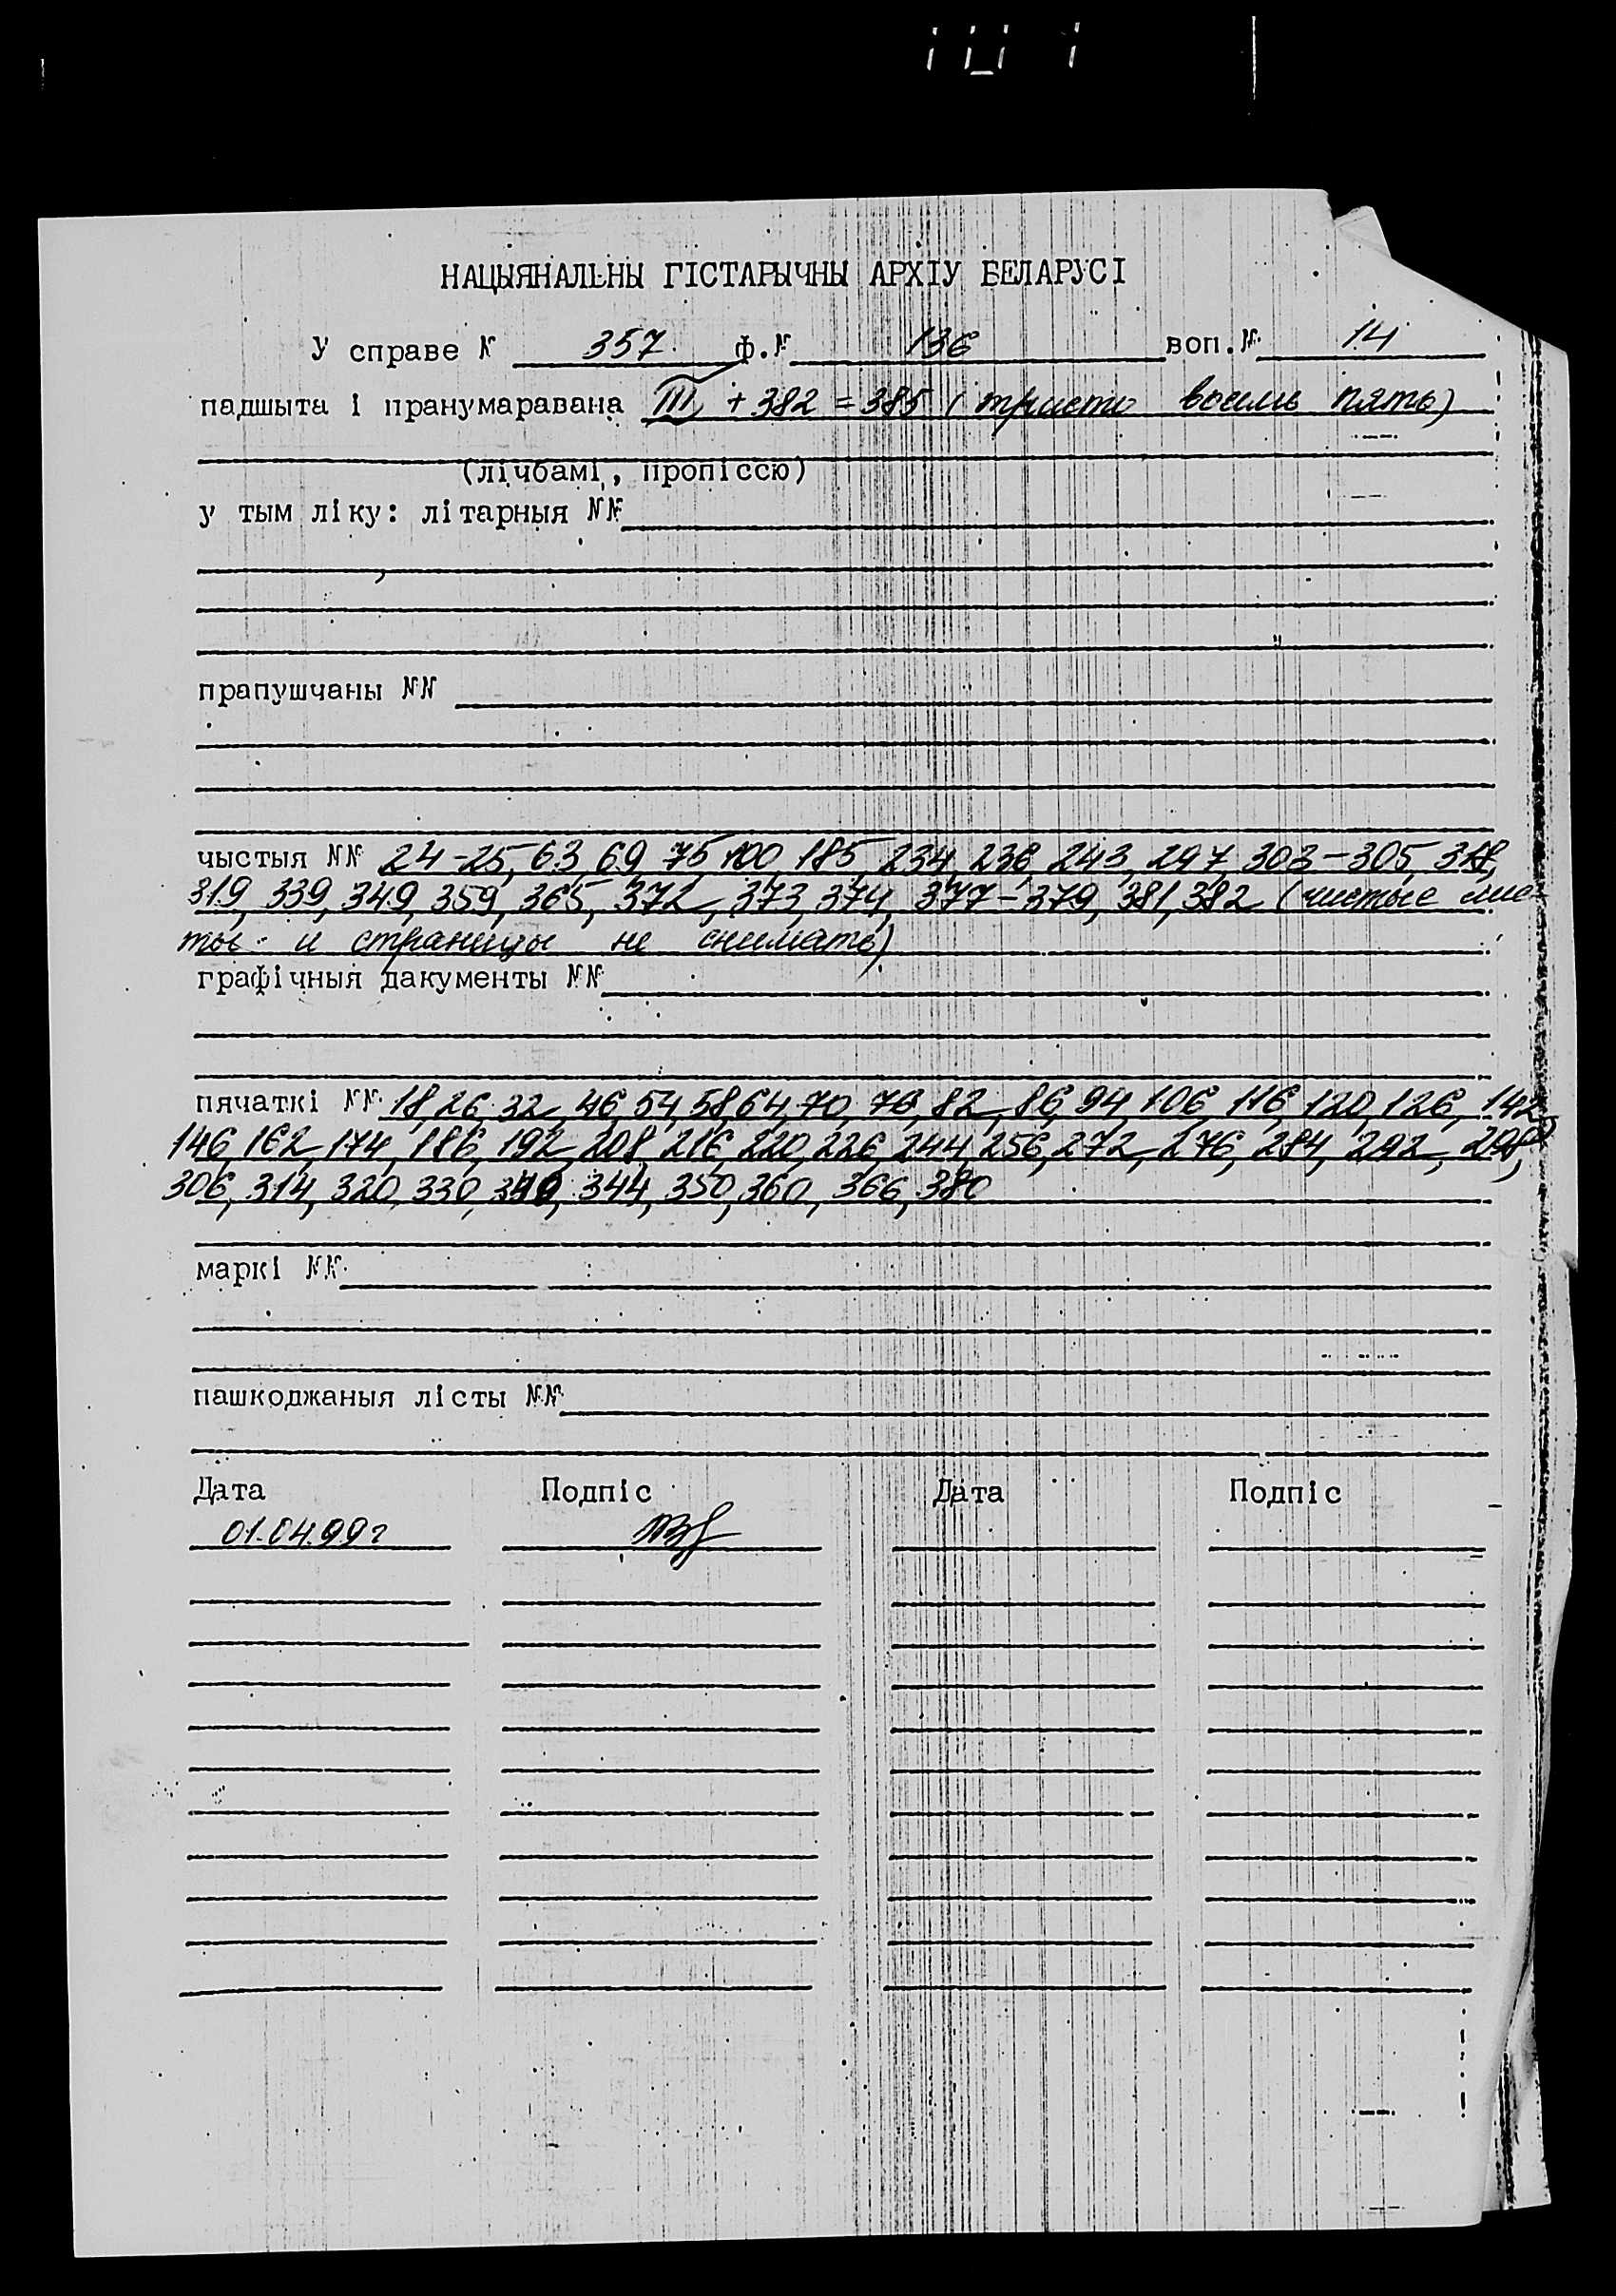 НАЦЫЯНАЛЬНЫ ГІСТАРЫЧНЫ АРХІУ БЕЛАРУСІ
У справе № 357 ф.№ 136 воп.№ 14
падшыта і пранумаравана III + 382 = 385 (триста восемь пять)
(лічбамі, пропіссю)
у тым ліку: літарныя №№
прапушчаны №№
чыстыя №№ 24-25, 63, 69, 75, 100, 185, 234, 236, 243, 297, 303-305, 318,
319, 339, 349, 359, 365, 372, 373, 374, 377-379, 381, 382 (чистые лис-
ты и страницы не снимать)
графічныя дакументы №№
пячаткі №№ 18, 26, 32, 46, 54, 58, 64, 70, 76, 82, 86, 94, 106, 116, 120, 126, 142,
146, 162, 174, 186, 192, 208, 216, 220, 226, 244, 256, 272, 276, 284, 292, 298,
306, 314, 320, 330, 340, 344, 350, 360, 366, 380
маркі №№
пашкоджаныя лісты №№
Дата Подпіс Дата Подпіс
01.04.99г